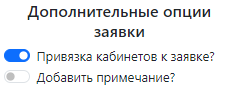 Дополнительные опции
заявки
Привязка кабинетов к заявке?
Добавить примечание?